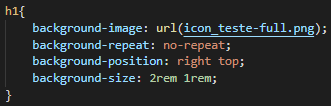 h1{
background-image: url(icon_teste-full.png);
background-repeat: no-repeat;
background-position: right top;
background-size: 2rem 1rem;
}